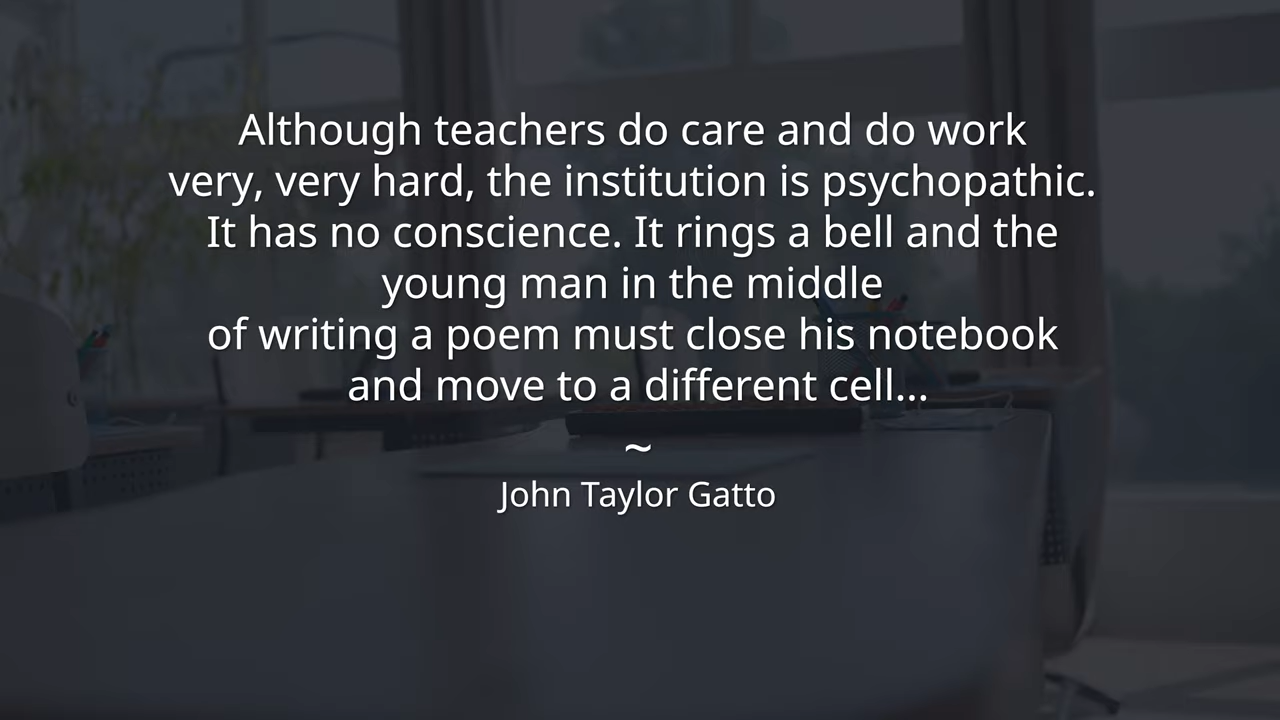 Although teachers do care and do work
very, very hard, the institution is psychopathic.
It has no conscience. It rings a bell and the
young man in the middle
of writing a poem must close his notebook
and move to a different cell...
~
John Taylor Gatto